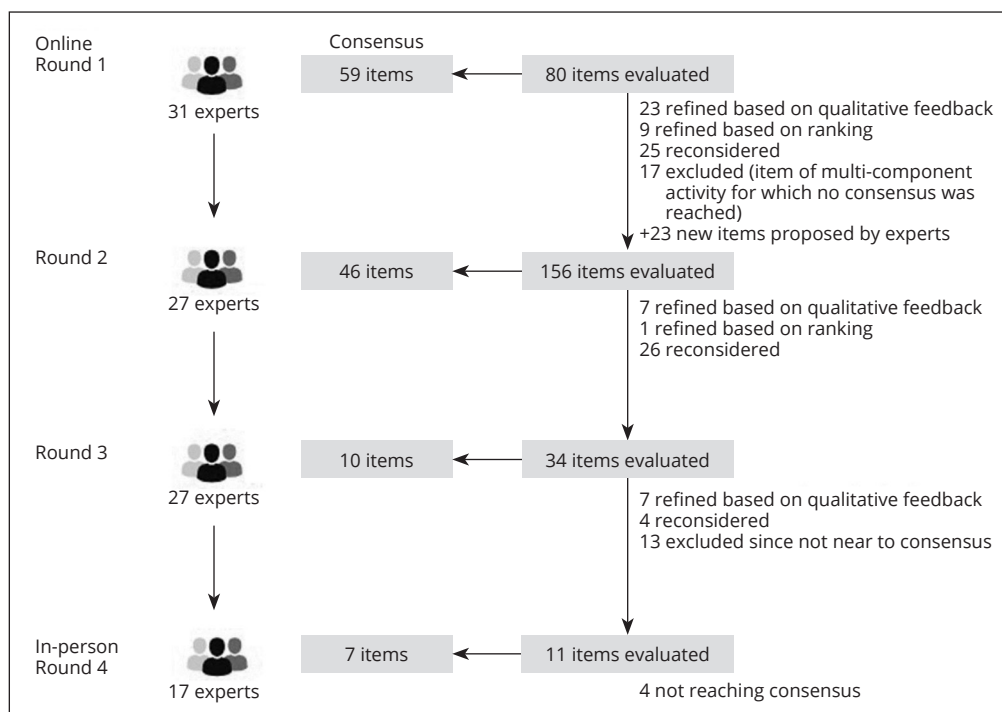 Online
Round 1
31 experts
Consensus
59 items
80 items evaluated
23 refined based on qualitative feedback
9 refined based on ranking
25 reconsidered
17 excluded (item of multi-component
activity for which no consensus was
reached)
+23 new items proposed by experts
Round 2
27 experts
46 items
156 items evaluated
7 refined based on qualitative feedback
1 refined based on ranking
26 reconsidered
Round 3
27 experts
10 items
34 items evaluated
7 refined based on qualitative feedback
4 reconsidered
13 excluded since not near to consensus
In-person
Round 4
17 experts
7 items
11 items evaluated
4 not reaching consensus